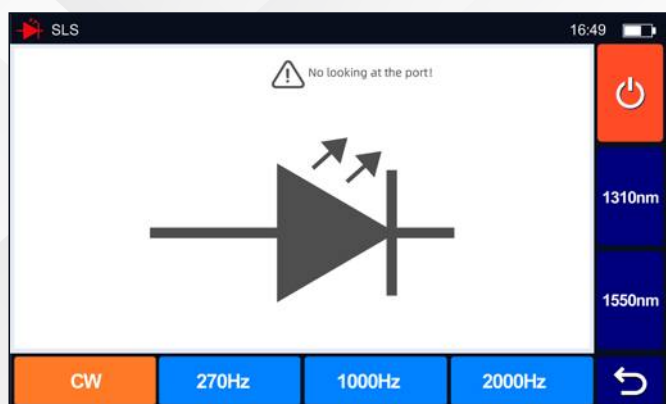 SLS
16:49
No looking at the port!
1310nm
1550nm
CW
270Hz
1000Hz
2000Hz